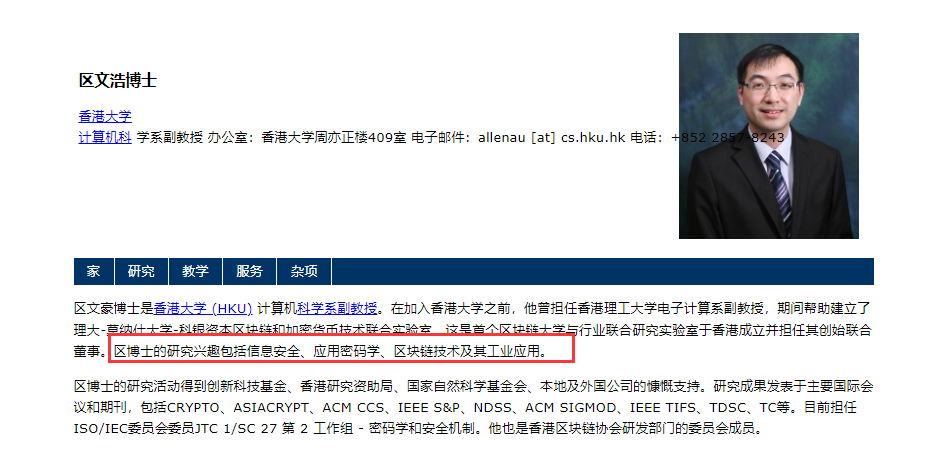 区文浩博士
香港大学
计算机科 学系副教授 办公室：香港大学周亦正楼409室 电子邮件：allenau [at] cs.hku.hk 电话：+852 2857-8243
家 研究 教学 服务 杂项
区文豪博士是香港大学 (HKU) 计算机科学系副教授。在加入香港大学之前，他曾担任香港理工大学电子计算系副教授，期间帮助建立了
理大-莫纳仕大学-科银资本区块链和加密货币技术联合实验室，这是首个区块链大学与行业联合研究实验室于香港成立并担任其创始联合
董事。区博士的研究兴趣包括信息安全、应用密码学、区块链技术及其工业应用。
区博士的研究活动得到创新科技基金、香港研究资助局、国家自然科学基金会、本地及外国公司的慷慨支持。研究成果发表于主要国际会
议和期刊，包括CRYPTO、ASIACRYPT、ACM CCS、IEEE S&P、NDSS、ACM SIGMOD、IEEE TIFS、TDSC、TC等。目前担任
ISO/IEC委员会委员JTC 1/SC 27 第 2 工作组 - 密码学和安全机制。他也是香港区块链协会研发部门的委员会成员。